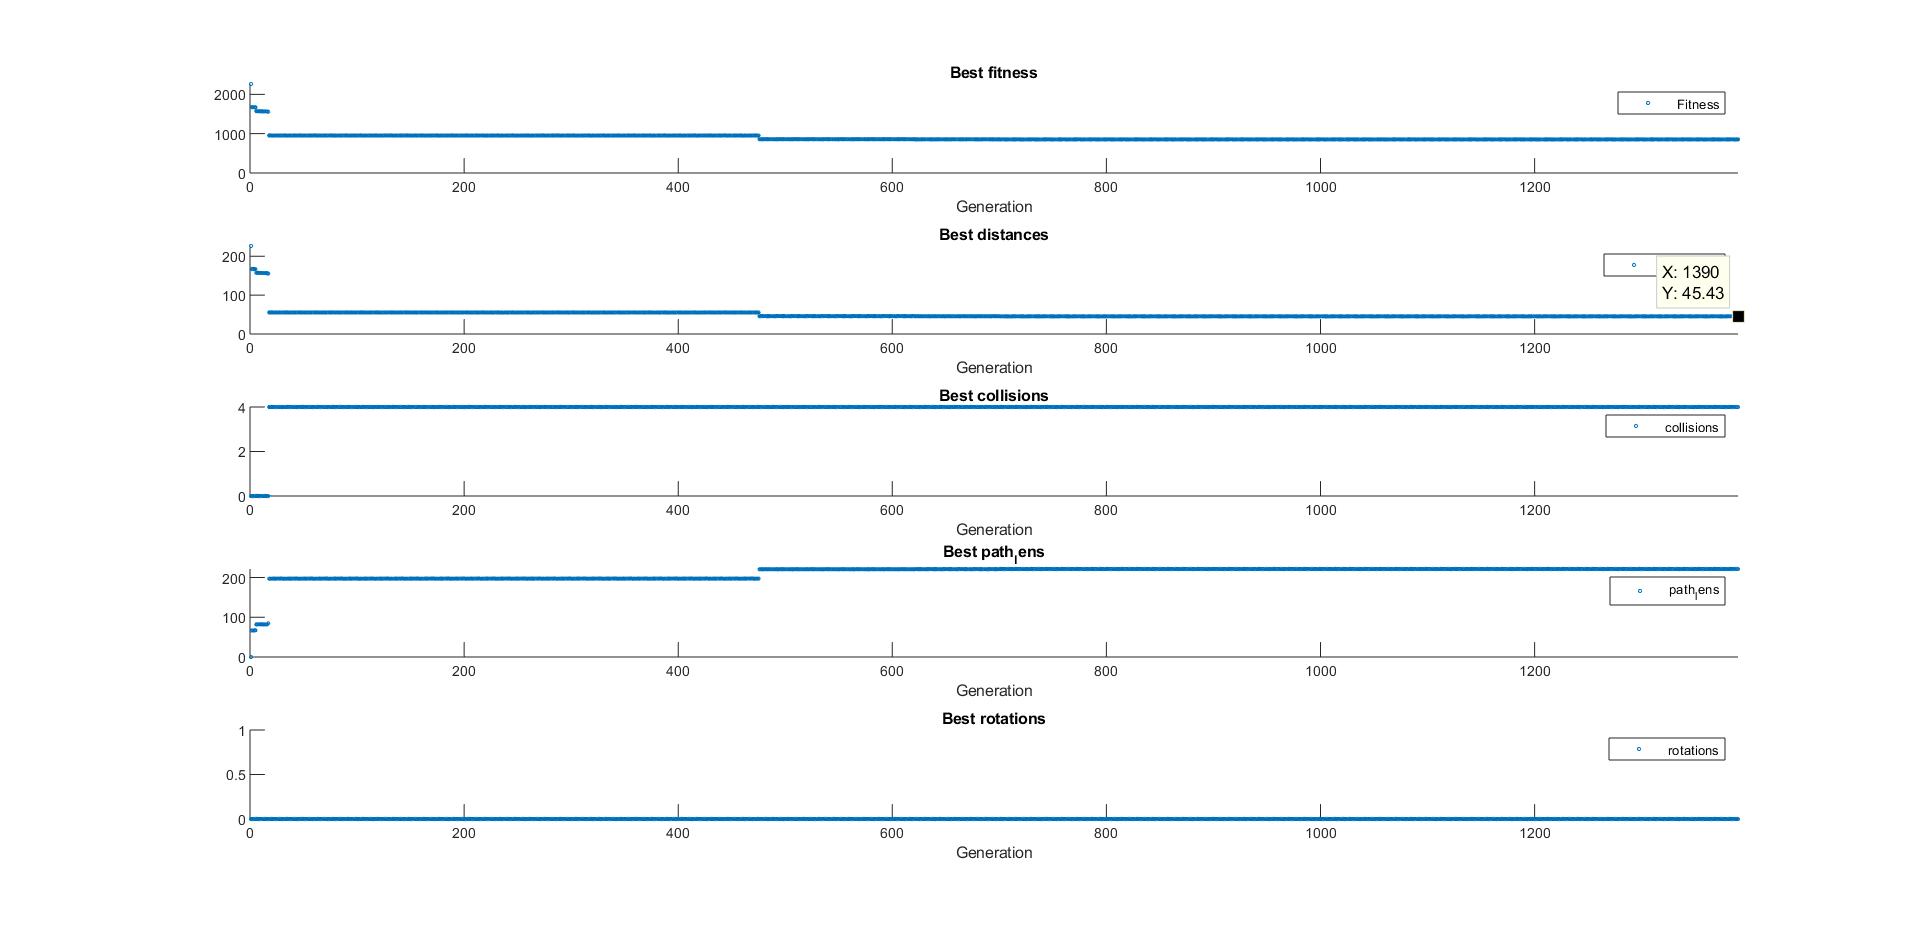 Best fitness
Fitness
2000
1000
0
0 200 400 600 800 1000 1200
Generation
Best distances
200
100
0
X: 1390
Y: 45.43
0 200 400 600 800 1000 1200
Generation
Best collisions
collisions
4
2
0
0 200 400 600 800 1000 1200
Generation
Best pathlens
pathlens
200
100
0
0 200 400 600 800 1000 1200
Generation
Best rotations
rotations
1
0.5
0
0 200 400 600 800 1000 1200
Generation